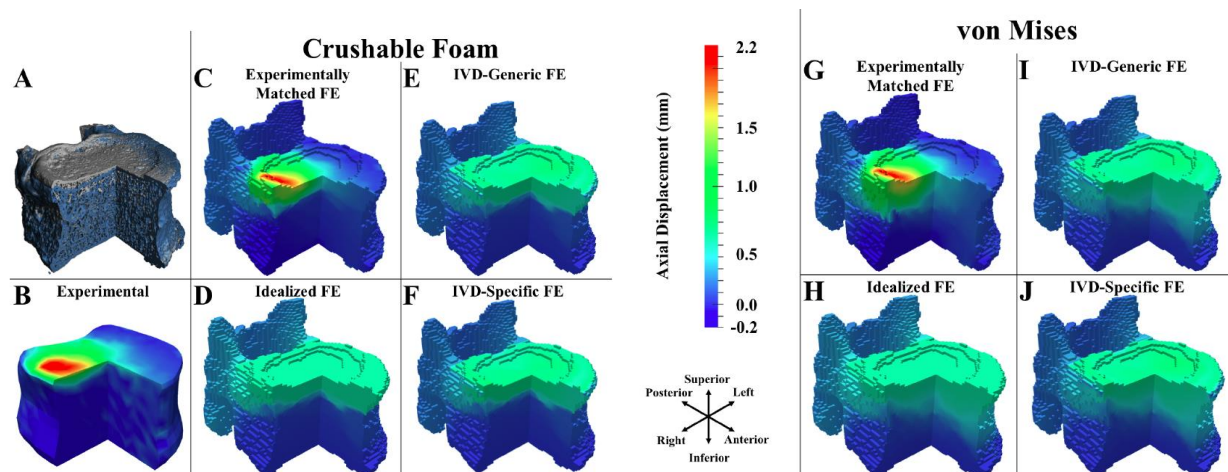 Crushable Foam
A
C
Experimentally
Matched FE
E
IVD-Generic FE
B
Experimental
D
Idealized FE
F
IVD-Specific FE
Axial Displacement (mm)
2.2
1.5
1.0
0.5
0.0
-0.2
Superior
Posterior
Left
Right
Anterior
Inferior
von Mises
G
Experimentally
Matched FE
I
IVD-Generic FE
H
Idealized FE
J
IVD-Specific FE